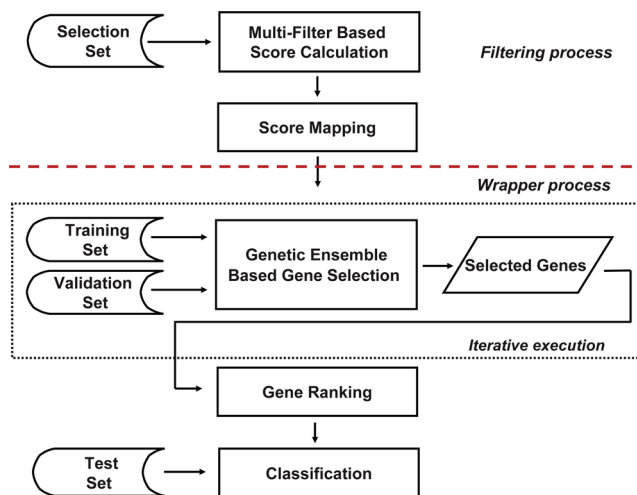 Selection
Set
Multi-Filter Based
Score Calculation
Filtering process
Score Mapping
Wrapper process
Training
Set
Validation
Set
Genetic Ensemble
Based Gene Selection
Selected Genes
Iterative execution
Gene Ranking
Test
Set
Classification